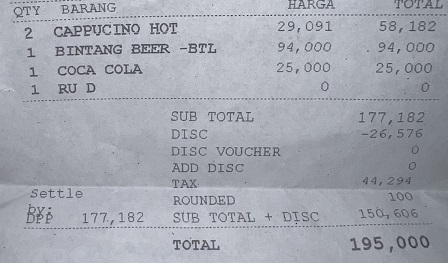 QTY BARANG HARGA TOTAL
2 CAPPUCINO HOT 29,091 58,182
1 BINTANG BEER -BTL 94,000 94,000
1 COCA COLA 25,000 25,000
1 RU D 0 0
SUB TOTAL 177,182
DISC -26,576
DISC VOUCHER 0
ADD DISC 0
TAX 44,294
Settle by: ROUNDED 100
DPP 177,182 SUB TOTAL + DISC 150,606
TOTAL 195,000